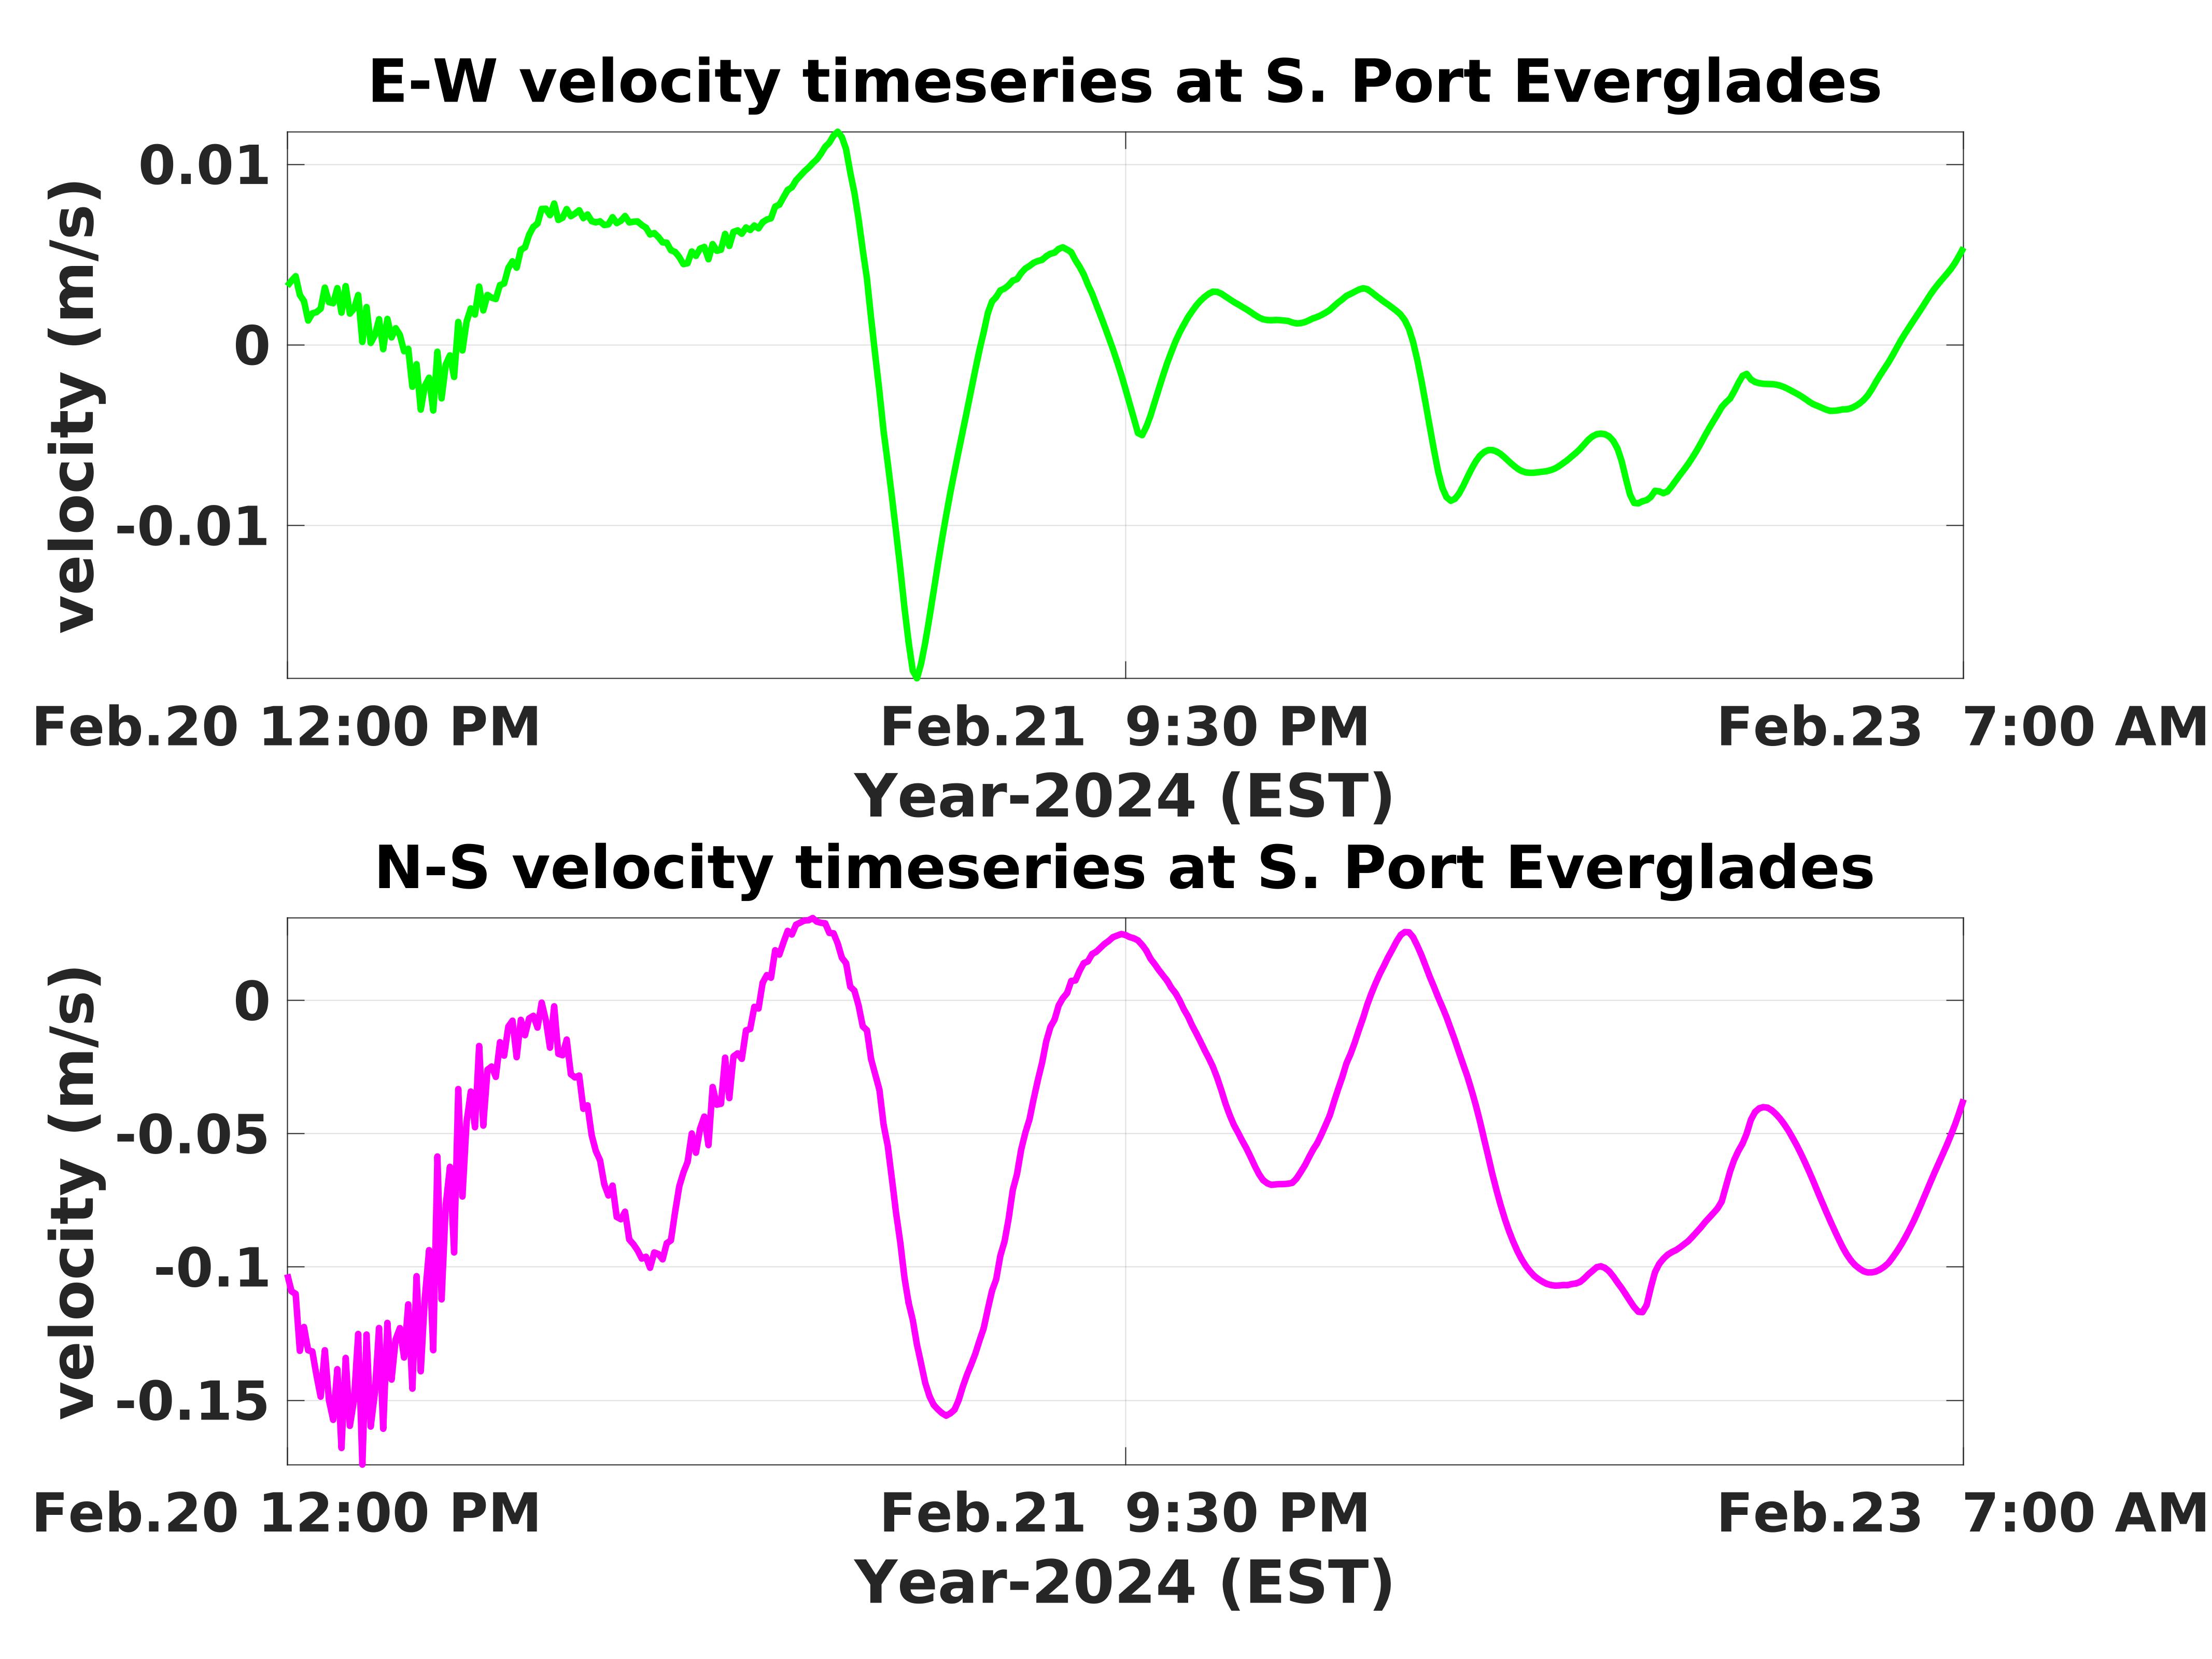 E-W velocity timeseries at S. Port Everglades
velocity (m/s)
0.01
0
-0.01
Feb.20 12:00 PM Feb.21 9:30 PM Feb.23 7:00 AM
Year-2024 (EST)
N-S velocity timeseries at S. Port Everglades
velocity (m/s)
0
-0.05
-0.1
-0.15
Feb.20 12:00 PM Feb.21 9:30 PM Feb.23 7:00 AM
Year-2024 (EST)